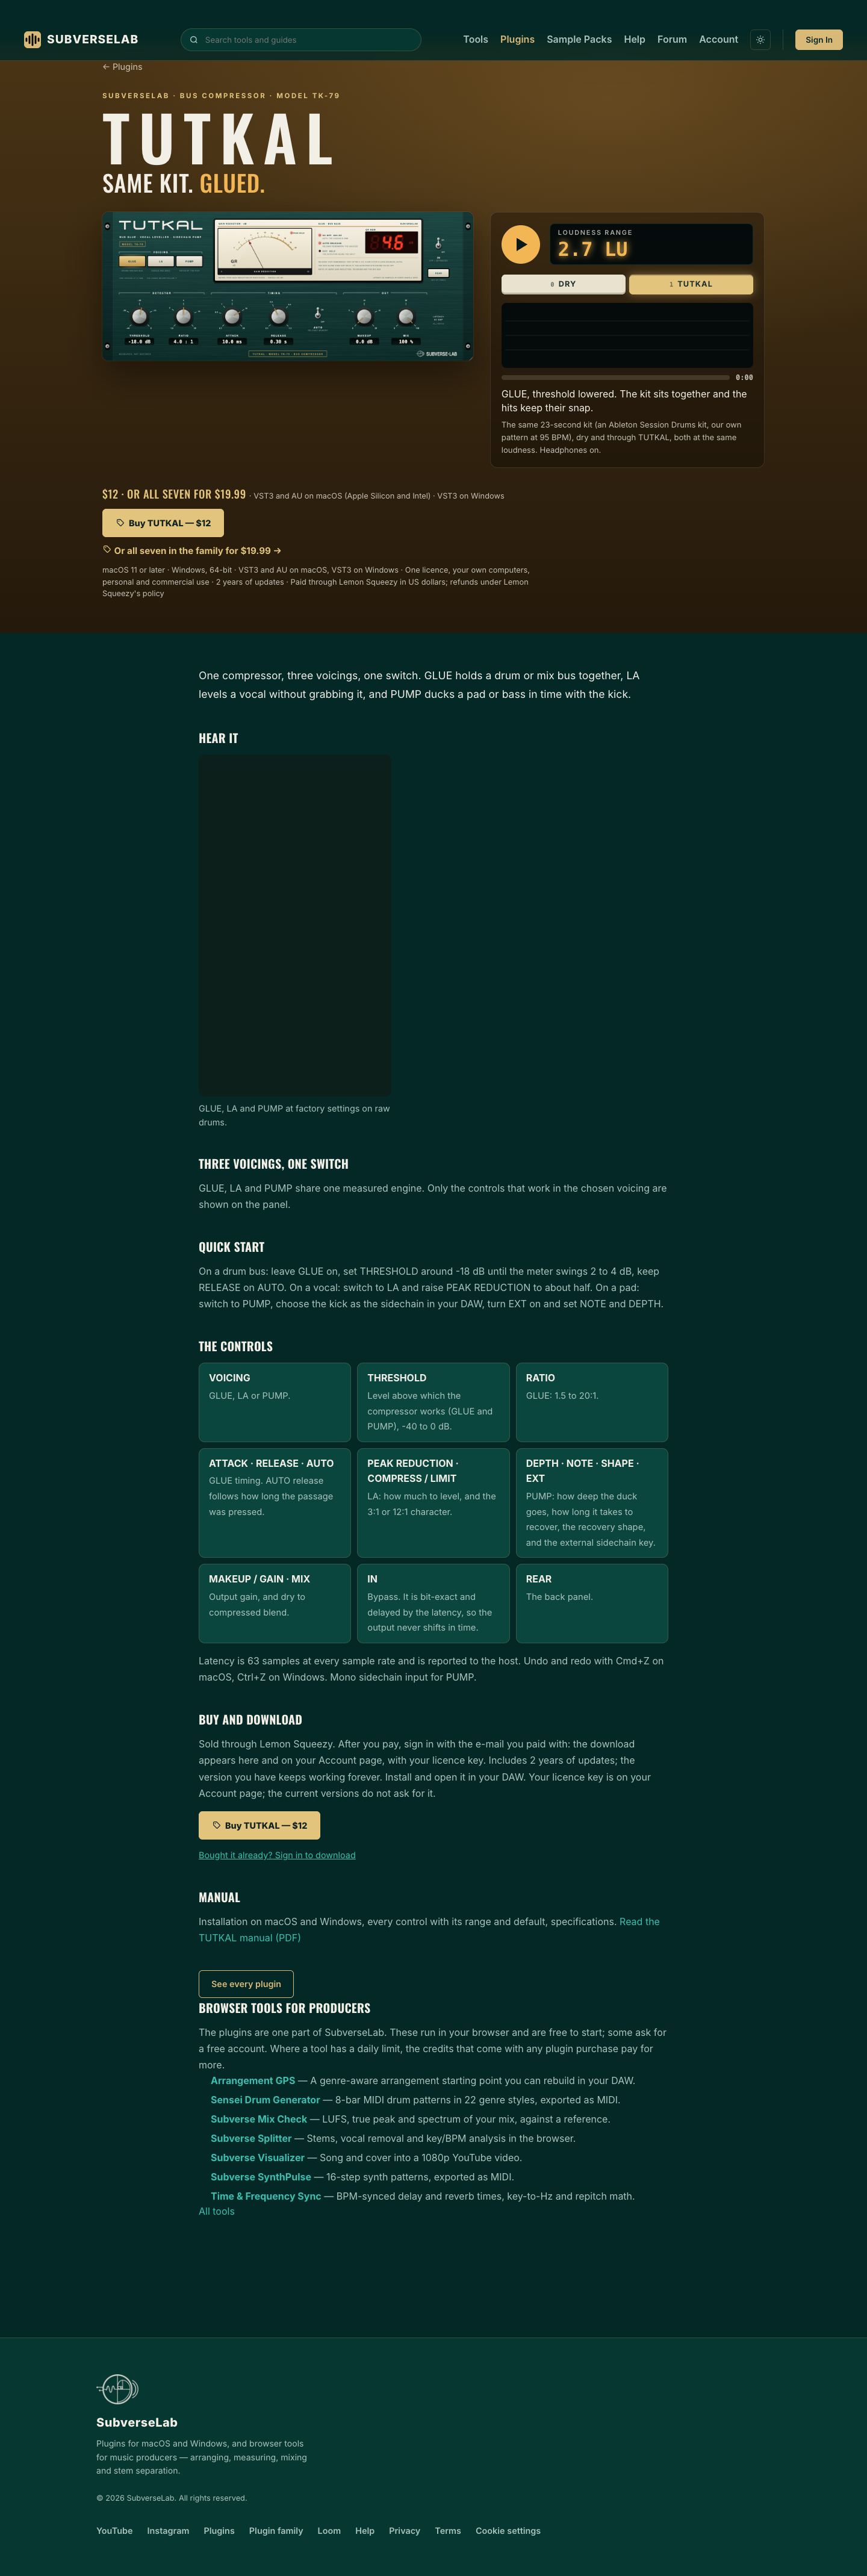 SUBVERSELAB
Search tools and guides
Tools
Plugins
Sample Packs
Help
Forum
Account
Sign In
← Plugins
SUBVERSELAB · BUS COMPRESSOR · MODEL TK-79
TUTKAL
SAME KIT. GLUED.
TUTKAL
GR
4.6
THRESHOLD
RATIO
ATTACK
RELEASE
AUTO
MAKEUP
MIX
-18.0 dB
4.0 : 1
10.0 ms
0.30 s
0.0 dB
100 %
SUBVERSE·LAB
LOUDNESS RANGE
2.7 LU
0 DRY
1 TUTKAL
0:00
GLUE, threshold lowered. The kit sits together and the
hits keep their snap.
The same 23-second kit (an Ableton Session Drums kit, our own
pattern at 95 BPM), dry and through TUTKAL, both at the same
loudness. Headphones on.
$12 · OR ALL SEVEN FOR $19.99 · VST3 and AU on macOS (Apple Silicon and Intel) · VST3 on Windows
Buy TUTKAL — $12
Or all seven in the family for $19.99 →
macOS 11 or later · Windows, 64-bit · VST3 and AU on macOS, VST3 on Windows · One licence, your own computers,
personal and commercial use · 2 years of updates · Paid through Lemon Squeezy in US dollars; refunds under Lemon
Squeezy's policy
One compressor, three voicings, one switch. GLUE holds a drum or mix bus together, LA
levels a vocal without grabbing it, and PUMP ducks a pad or bass in time with the kick.
HEAR IT
GLUE, LA and PUMP at factory settings on raw
drums.
THREE VOICINGS, ONE SWITCH
GLUE, LA and PUMP share one measured engine. Only the controls that work in the chosen voicing are
shown on the panel.
QUICK START
On a drum bus: leave GLUE on, set THRESHOLD around -18 dB until the meter swings 2 to 4 dB, keep
RELEASE on AUTO. On a vocal: switch to LA and raise PEAK REDUCTION to about half. On a pad:
switch to PUMP, choose the kick as the sidechain in your DAW, turn EXT on and set NOTE and DEPTH.
THE CONTROLS
VOICING
GLUE, LA or PUMP.
THRESHOLD
Level above which the
compressor works (GLUE and
PUMP), -40 to 0 dB.
RATIO
GLUE: 1.5 to 20:1.
ATTACK · RELEASE · AUTO
GLUE timing. AUTO release
follows how long the passage
was pressed.
PEAK REDUCTION ·
COMPRESS / LIMIT
LA: how much to level, and the
3:1 or 12:1 character.
DEPTH · NOTE · SHAPE ·
EXT
PUMP: how deep the duck
goes, how long it takes to
recover, the recovery shape,
and the external sidechain key.
MAKEUP / GAIN · MIX
Output gain, and dry to
compressed blend.
IN
Bypass. It is bit-exact and
delayed by the latency, so the
output never shifts in time.
REAR
The back panel.
Latency is 63 samples at every sample rate and is reported to the host. Undo and redo with Cmd+Z on
macOS, Ctrl+Z on Windows. Mono sidechain input for PUMP.
BUY AND DOWNLOAD
Sold through Lemon Squeezy. After you pay, sign in with the e-mail you paid with: the download
appears here and on your Account page, with your licence key. Includes 2 years of updates; the
version you have keeps working forever. Install and open it in your DAW. Your licence key is on your
Account page; the current versions do not ask for it.
Buy TUTKAL — $12
Bought it already? Sign in to download
MANUAL
Installation on macOS and Windows, every control with its range and default, specifications. Read the
TUTKAL manual (PDF)
See every plugin
BROWSER TOOLS FOR PRODUCERS
The plugins are one part of SubverseLab. These run in your browser and are free to start; some ask for
a free account. Where a tool has a daily limit, the credits that come with any plugin purchase pay for
more.
Arrangement GPS — A genre-aware arrangement starting point you can rebuild in your DAW.
Sensei Drum Generator — 8-bar MIDI drum patterns in 22 genre styles, exported as MIDI.
Subverse Mix Check — LUFS, true peak and spectrum of your mix, against a reference.
Subverse Splitter — Stems, vocal removal and key/BPM analysis in the browser.
Subverse Visualizer — Song and cover into a 1080p YouTube video.
Subverse SynthPulse — 16-step synth patterns, exported as MIDI.
Time & Frequency Sync — BPM-synced delay and reverb times, key-to-Hz and repitch math.
All tools
SubverseLab
Plugins for macOS and Windows, and browser tools
for music producers — arranging, measuring, mixing
and stem separation.
© 2026 SubverseLab. All rights reserved.
YouTube
Instagram
Plugins
Plugin family
Loom
Help
Privacy
Terms
Cookie settings